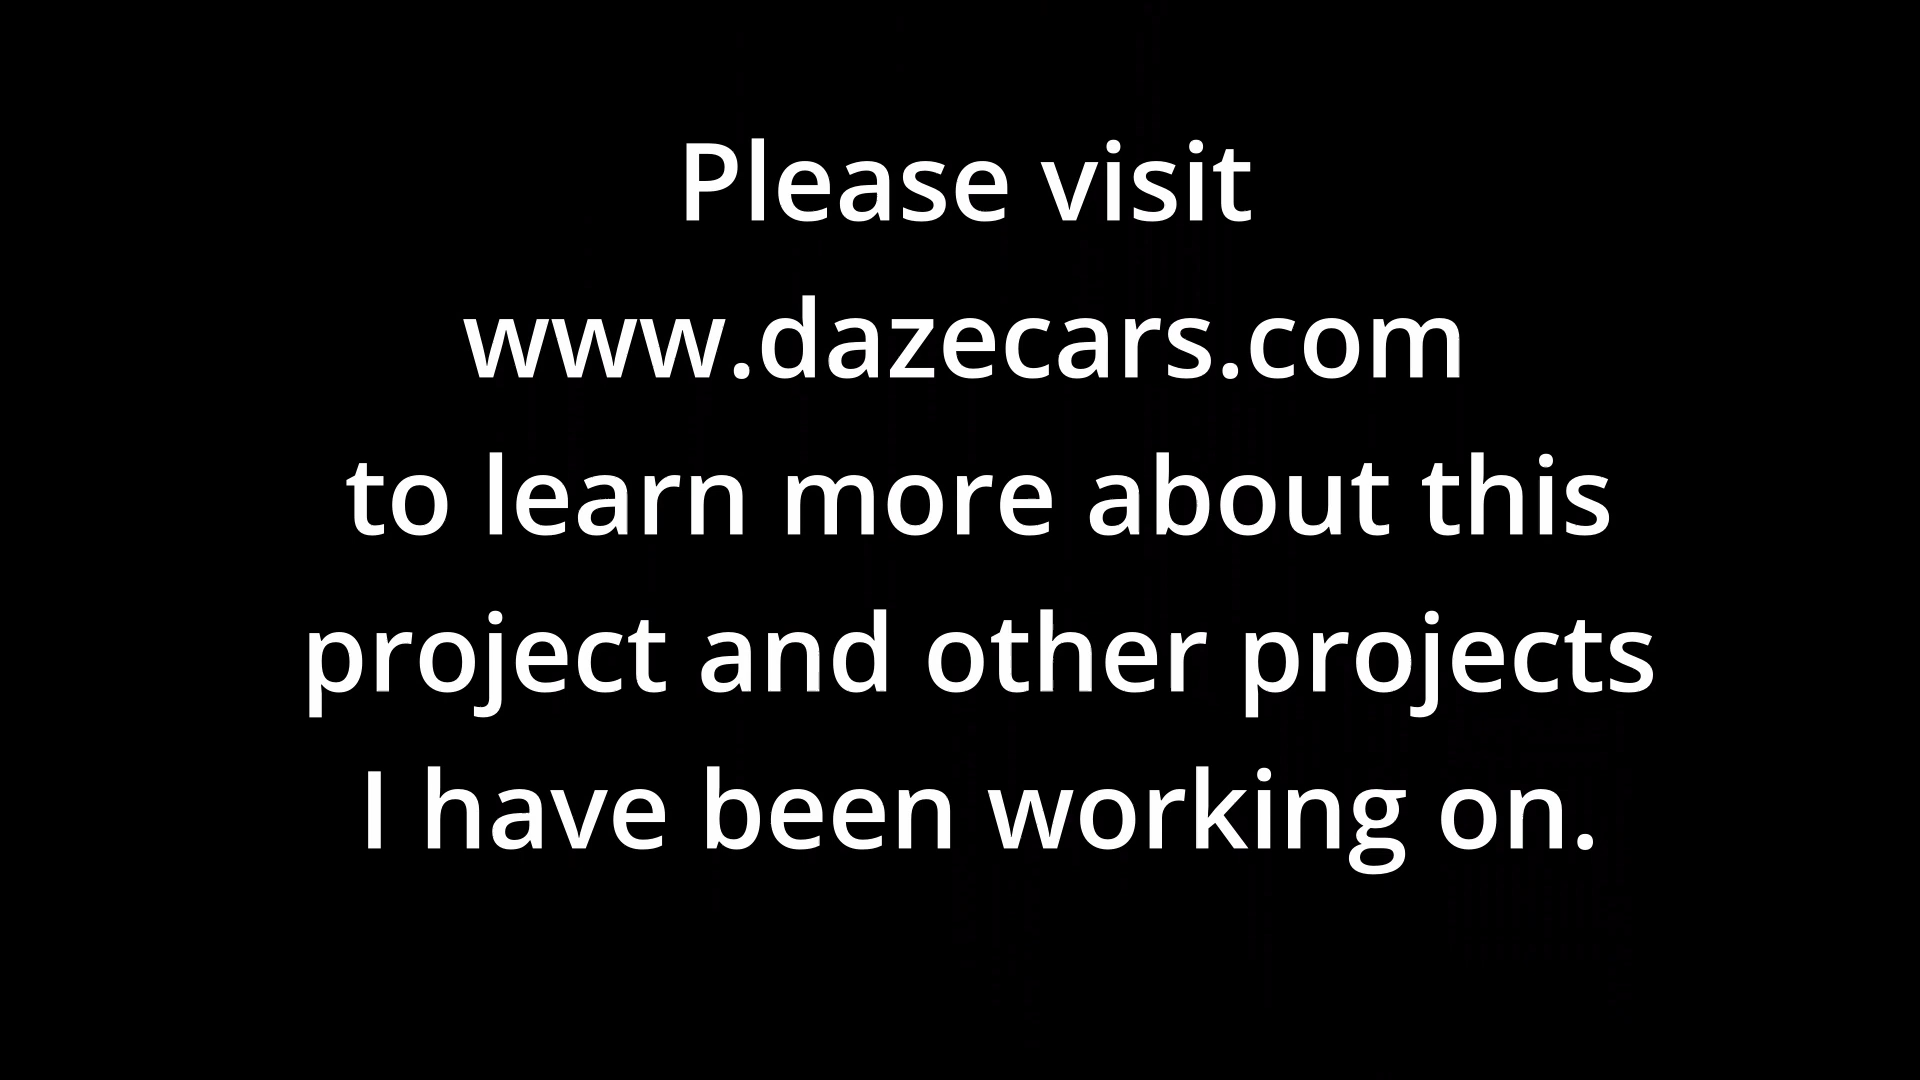 Please visit
www.dazecars.com
to learn more about this
project and other projects
I have been working on.